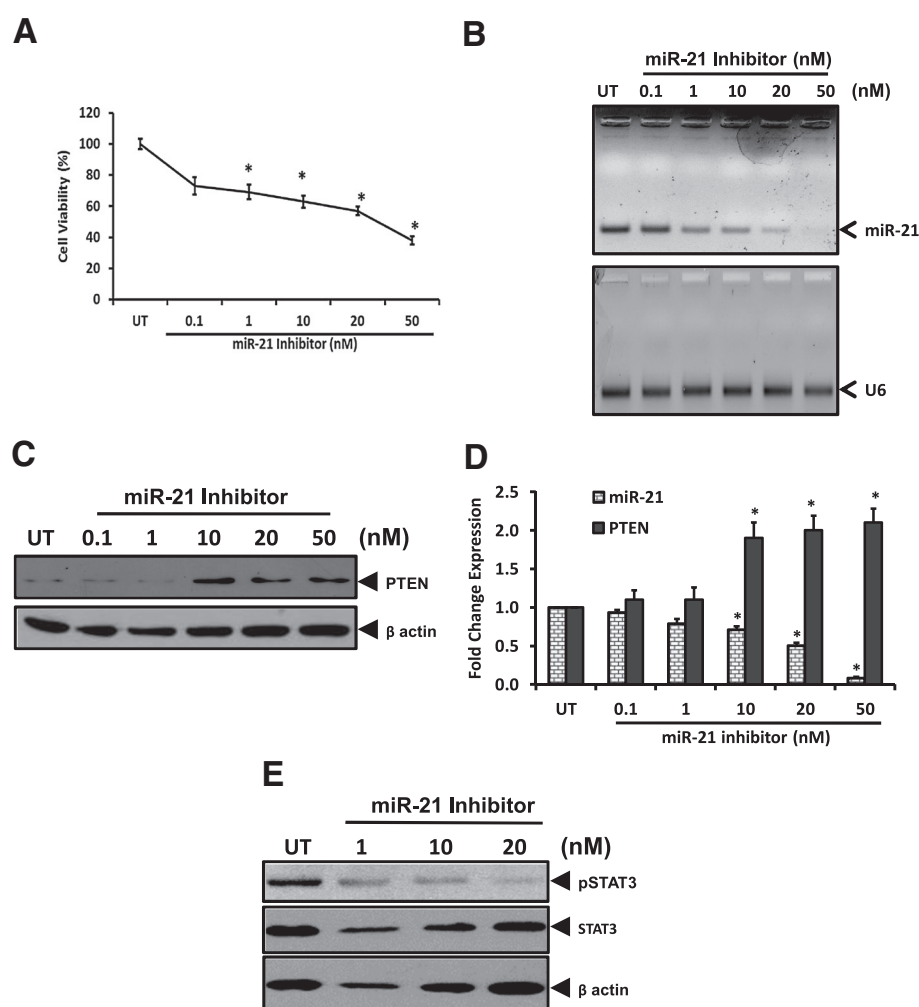 A
120
100
80
60
40
20
0
Cell Viability (%)
* * * *
UT 0.1 1 10 20 50
miR-21 Inhibitor (nM)
B
miR-21 Inhibitor (nM)
UT 0.1 1 10 20 50 (nM)
miR-21
U6
C
miR-21 Inhibitor
UT 0.1 1 10 20 50 (nM)
PTEN
β actin
D
2.5
2.0
1.5
1.0
0.5
0.0
Fold Change Expression
miR-21
PTEN
* * *
* * *
UT 0.1 1 10 20 50
miR-21 inhibitor (nM)
E
miR-21 Inhibitor
UT 1 10 20 (nM)
pSTAT3
STAT3
β actin